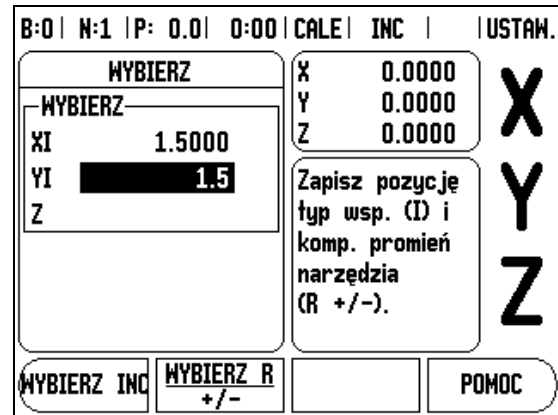 B:0| N:1 |P: 0.0| 0:00|CALE| INC | |USTAW.
WYBIERZ
WYBIERZ
XI 1.5000
YI 1.5
Z
X 0.0000
Y 0.0000
Z 0.0000
Zapisz pozycję
typ wsp. (I) i
komp. promień
narzędzia
(R +/-).
X
Y
Z
WYBIERZ INC
WYBIERZ R
+/-
POMOC